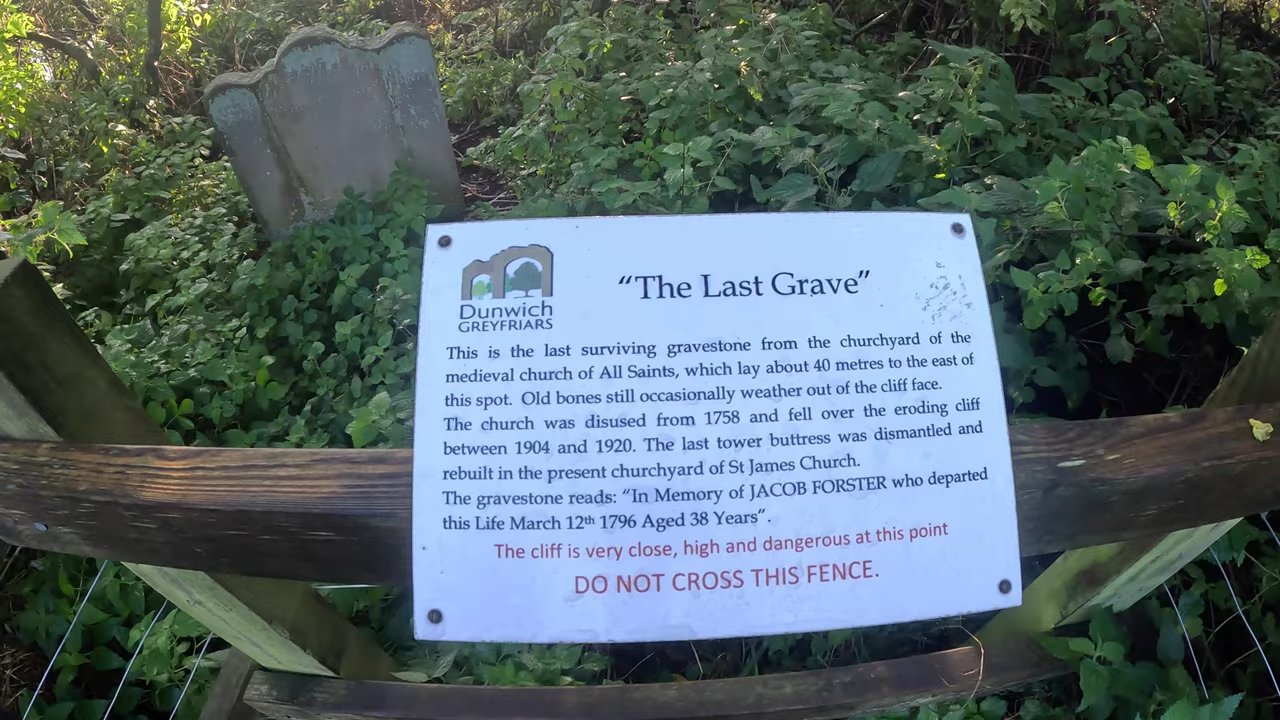 Dunwich
GREYFRIARS
“The Last Grave”
This is the last surviving gravestone from the churchyard of the
medieval church of All Saints, which lay about 40 metres to the east of
this spot. Old bones still occasionally weather out of the cliff face.
The church was disused from 1758 and fell over the eroding cliff
between 1904 and 1920. The last tower buttress was dismantled and
rebuilt in the present churchyard of St James Church.
The gravestone reads: “In Memory of JACOB FORSTER who departed
this Life March 12th 1796 Aged 38 Years”.
The cliff is very close, high and dangerous at this point
DO NOT CROSS THIS FENCE.